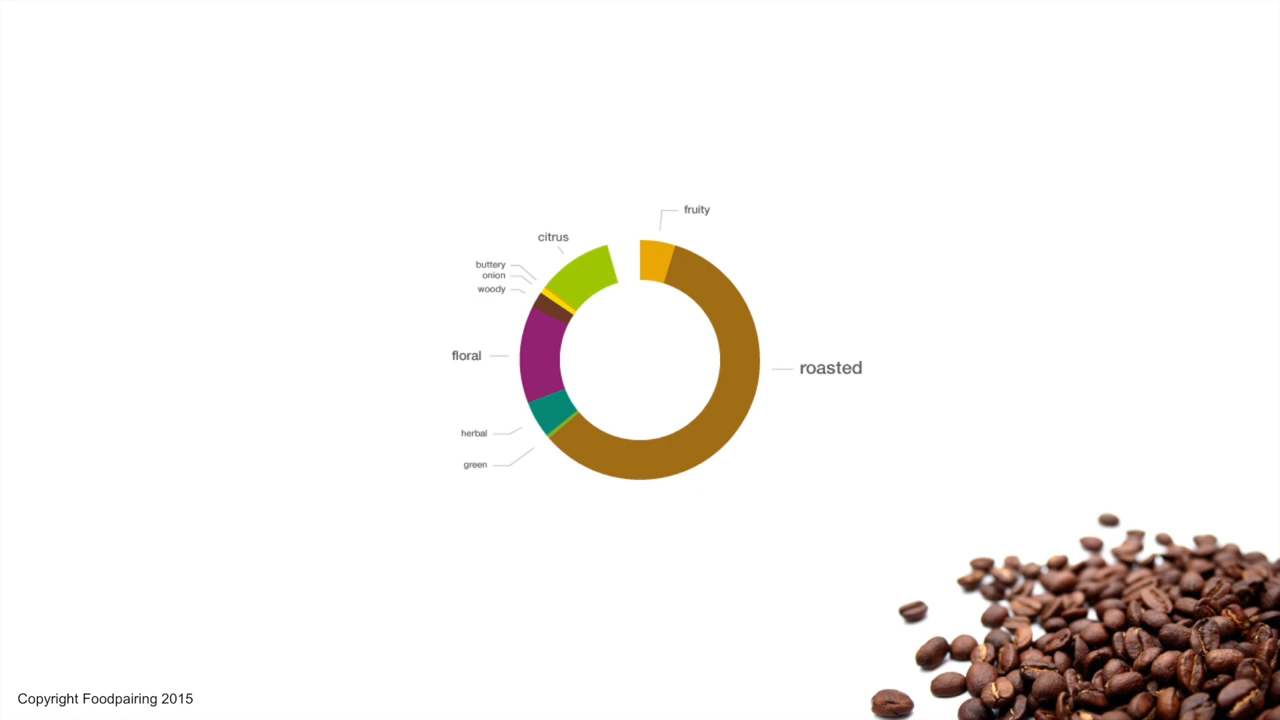 fruity
citrus
buttery
onion
woody
floral
roasted
herbal
green
Copyright Foodpairing 2015